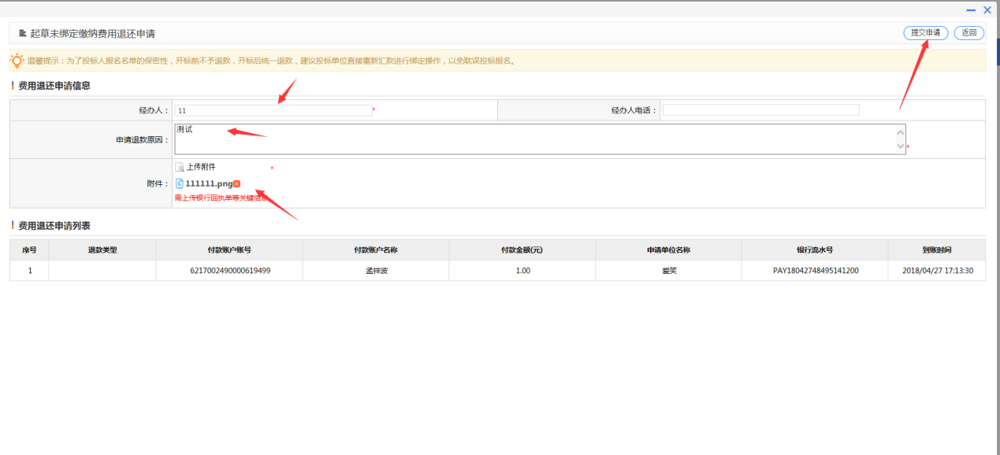 起草未绑定缴纳费用退还申请
提交申请
返回
温馨提示：为了投标人报名名单的保密性，开标前不予退款，开标后统一退款，建议投标单位直接重新汇款进行绑定操作，以免耽误投标报名。
费用退还申请信息
经办人： 11 * 经办人电话：
申请退款原因： 测试 *
上传附件 *
附件： 111111.png
需上传银行回执单等关键信息
费用退还申请列表
序号 退款类型 付款账户账号 付款账户名称 付款金额(元) 申请单位名称 银行流水号 到账时间
1 6217002490000619499 孟祥波 1.00 爱笑 PAY18042748495141200 2018/04/27 17:13:30